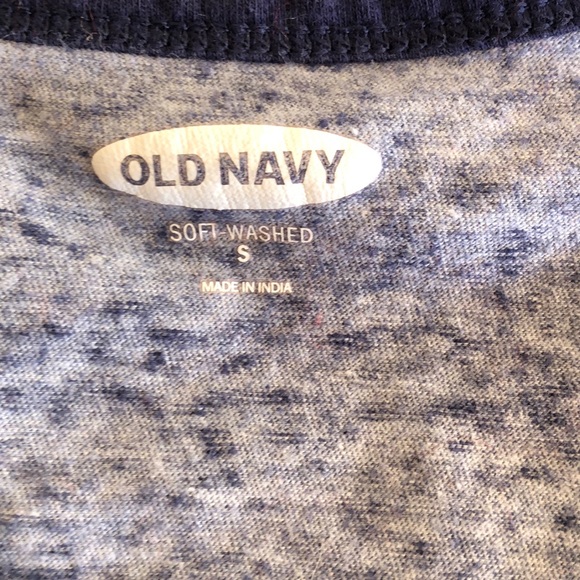 OLD NAVY
SOFT-WASHED
S
MADE IN INDIA